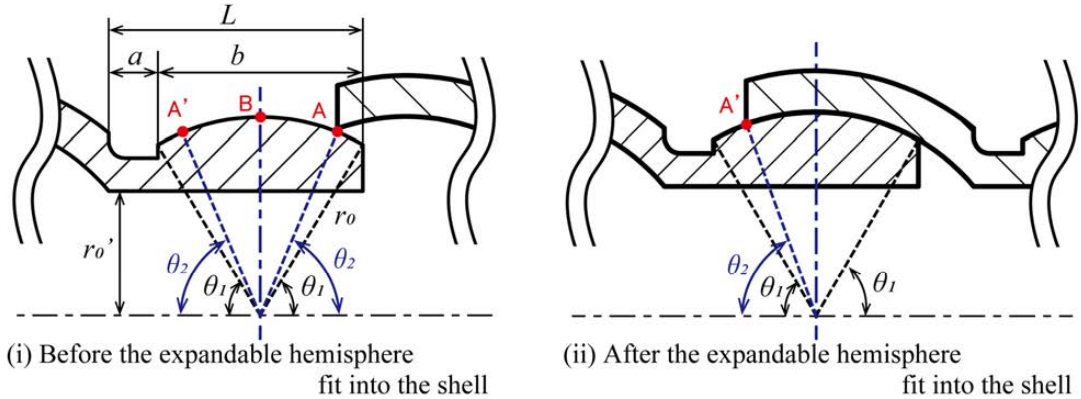 L
a
b
A'
B
A
A'
r₀
r₀'
θ₂
θ₁
θ₁
θ₂
θ₂
θ₁
θ₁
(i) Before the expandable hemisphere
fit into the shell
(ii) After the expandable hemisphere
fit into the shell